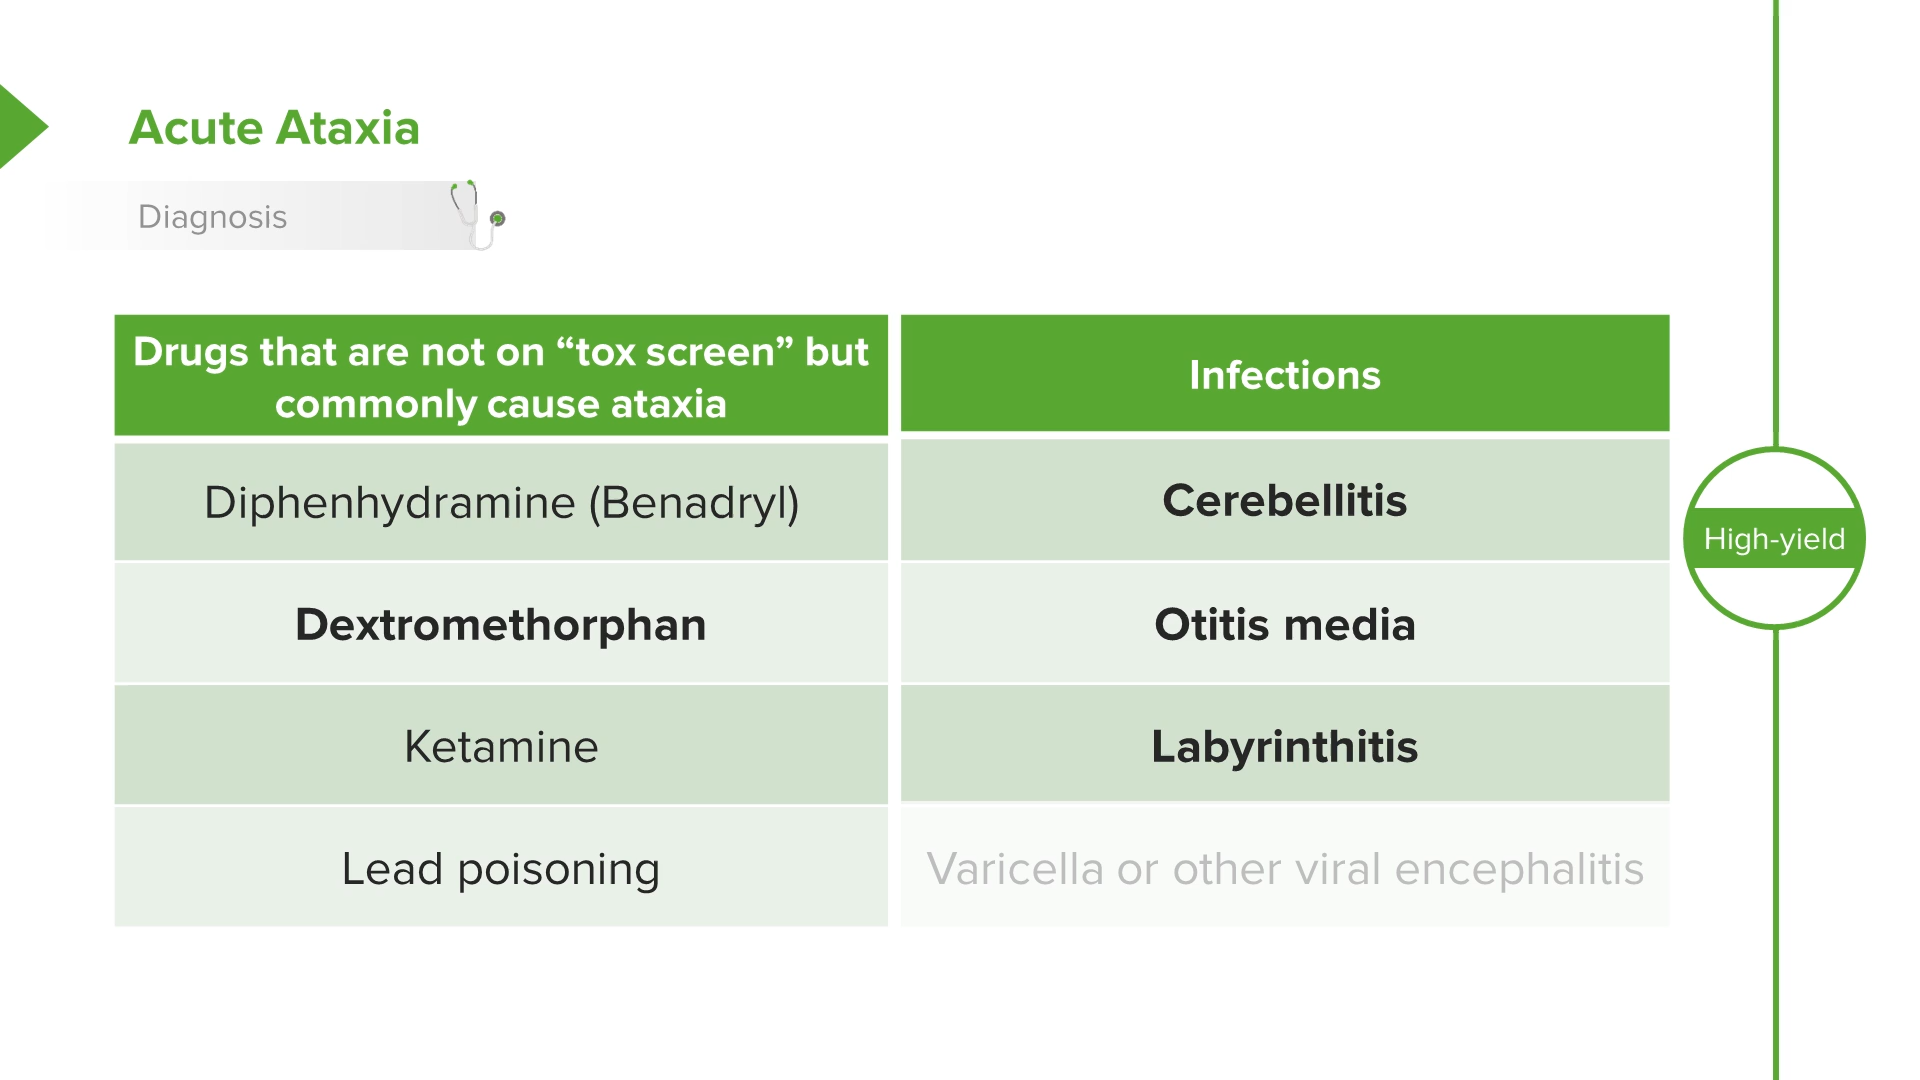 Acute Ataxia
Diagnosis
Drugs that are not on “tox screen” but
commonly cause ataxia
Infections
Diphenhydramine (Benadryl)
Cerebellitis
Dextromethorphan
Otitis media
Ketamine
Labyrinthitis
Lead poisoning
Varicella or other viral encephalitis
High-yield